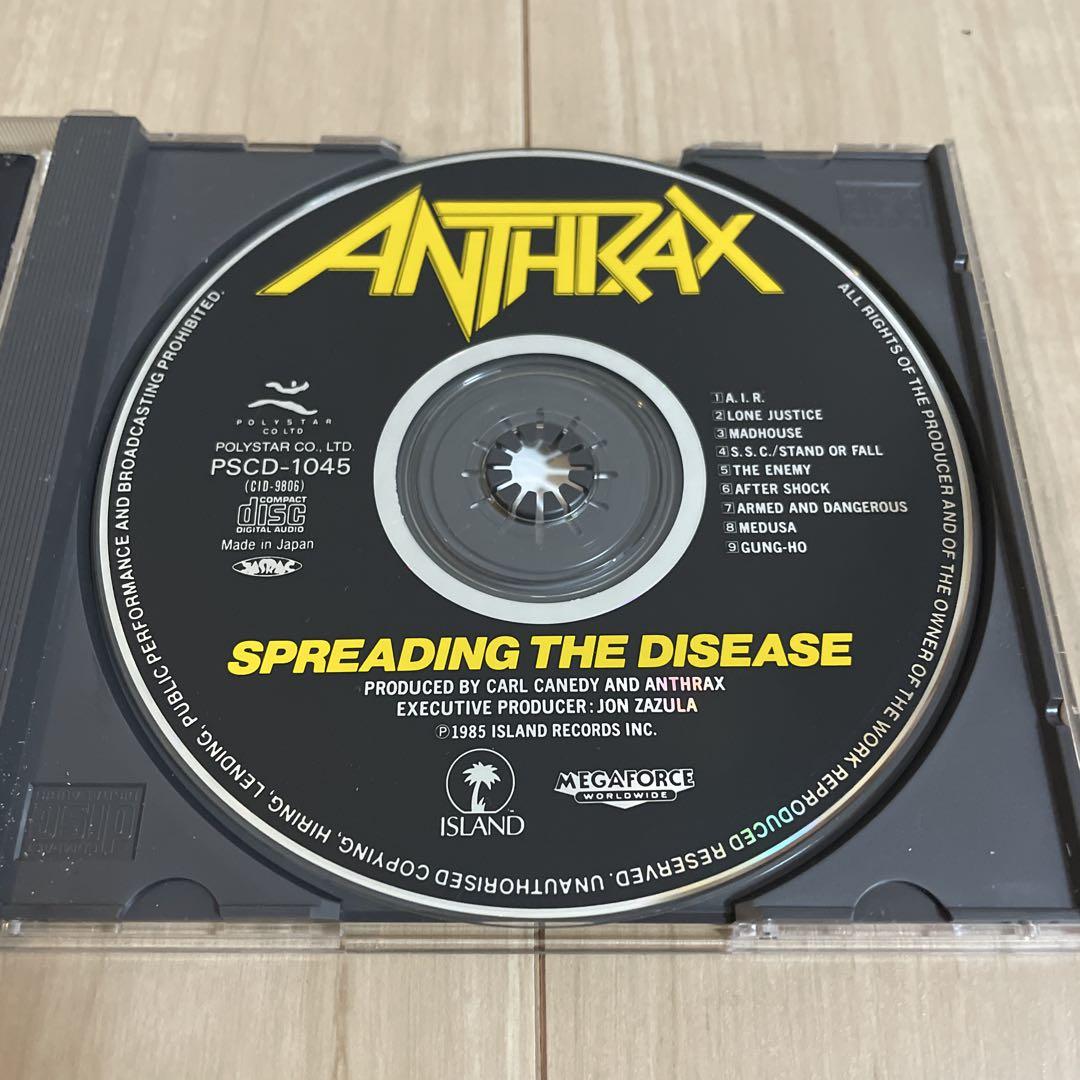 ANTHRAX
POLYSTAR
CO LTD
POLYSTAR CO., LTD.
PSCD-1045
(CID-9806)
COMPACT
disc
DIGITAL AUDIO
Made in Japan
JASRAC
1 A.I.R.
2 LONE JUSTICE
3 MADHOUSE
4 S.S.C./STAND OR FALL
5 THE ENEMY
6 AFTER SHOCK
7 ARMED AND DANGEROUS
8 MEDUSA
9 GUNG-HO
SPREADING THE DISEASE
PRODUCED BY CARL CANEDY AND ANTHRAX
EXECUTIVE PRODUCER: JON ZAZULA
℗1985 ISLAND RECORDS INC.
ISLAND
MEGAFORCE
WORLDWIDE
ALL RIGHTS OF THE PRODUCER AND OF THE OWNER OF THE WORK REPRODUCED RESERVED. UNAUTHORISED COPYING, HIRING, LENDING, PUBLIC PERFORMANCE AND BROADCASTING PROHIBITED.